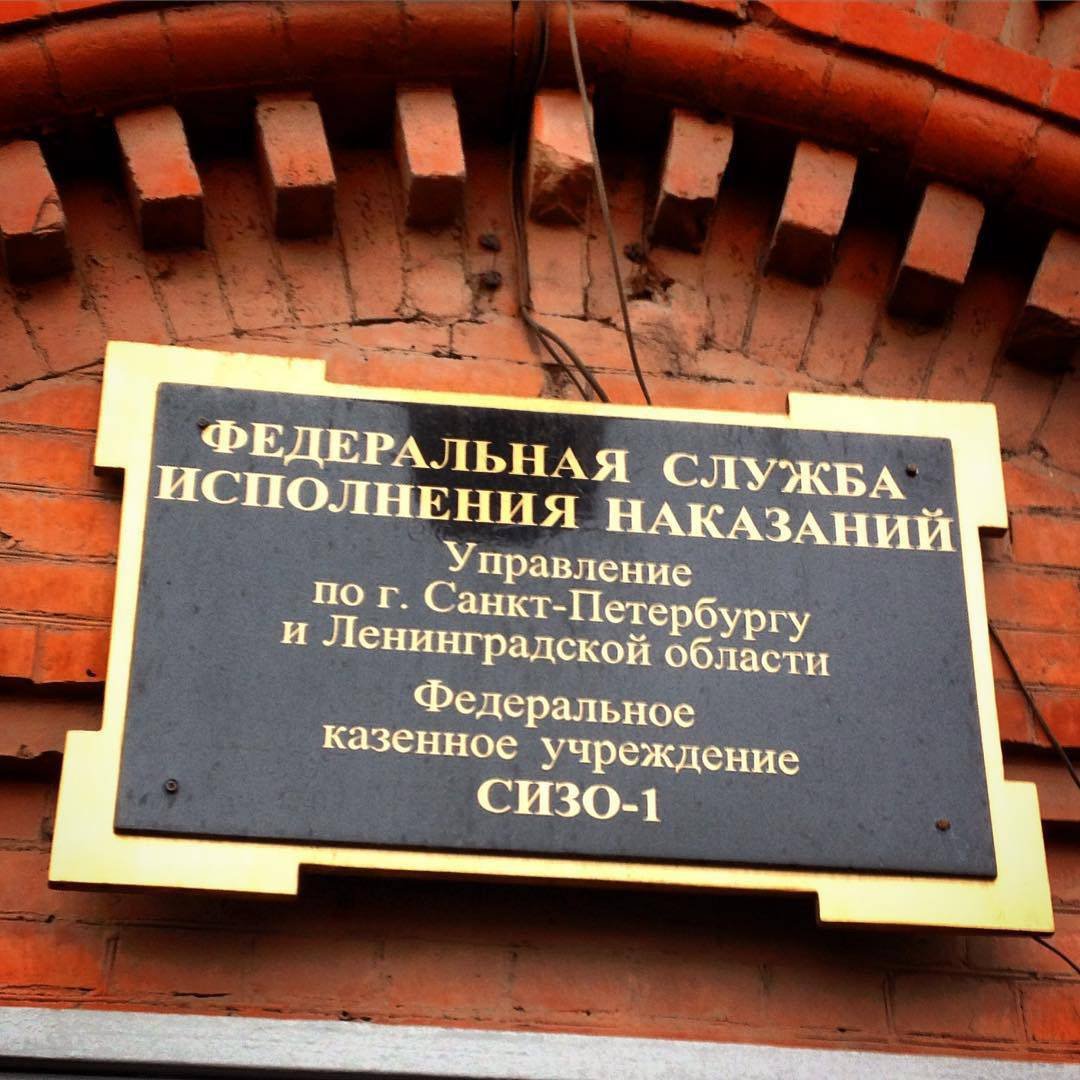 ФЕДЕРАЛЬНАЯ СЛУЖБА
ИСПОЛНЕНИЯ НАКАЗАНИЙ
Управление
по г. Санкт-Петербургу
и Ленинградской области
Федеральное
казенное учреждение
СИЗО-1